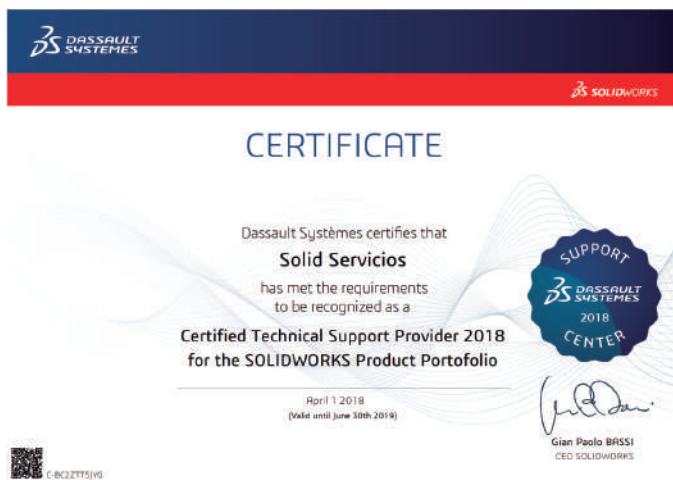 DASSAULT
SYSTEMES
SOLIDWORKS
CERTIFICATE
Dassault Systèmes certifies that
Solid Servicios
has met the requirements
to be recognized as a
Certified Technical Support Provider 2018
for the SOLIDWORKS Product Portofolio
April 1 2018
(Valid until June 30th 2019)
SUPPORT
DASSAULT
SYSTEMES
2018
CENTER
Gian Paolo BASSI
CEO SOLIDWORKS